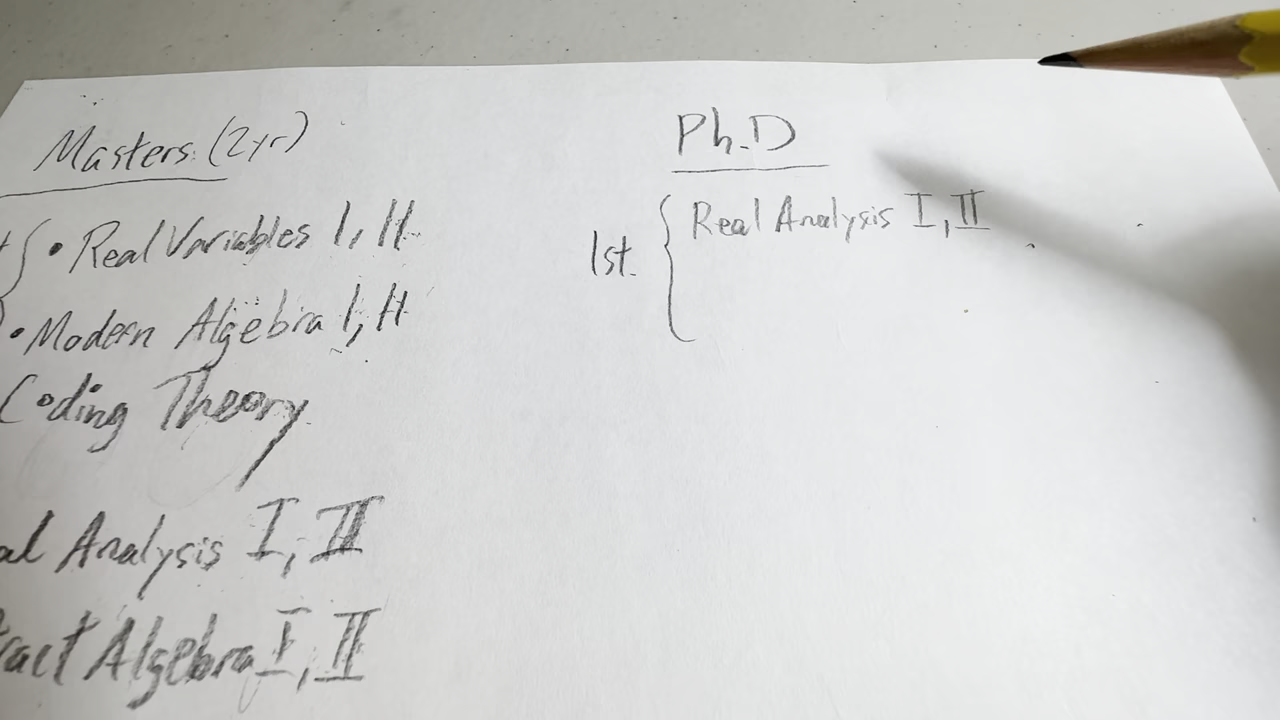 Masters (2yr)
• Real Variables I, II
• Modern Algebra I, II
Coding Theory
Analysis I, II
Algebra I, II
Ph.D
1st.
Real Analysis I, II